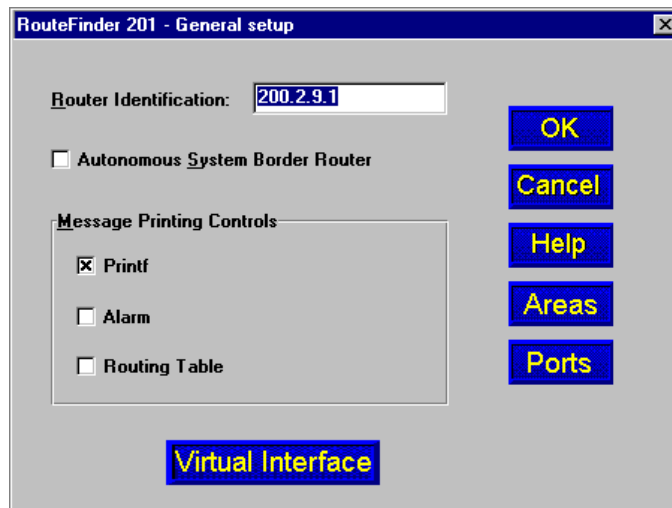 RouteFinder 201 - General setup
Router Identification: 200.2.9.1
Autonomous System Border Router
Message Printing Controls
Printf
Alarm
Routing Table
OK
Cancel
Help
Areas
Ports
Virtual Interface